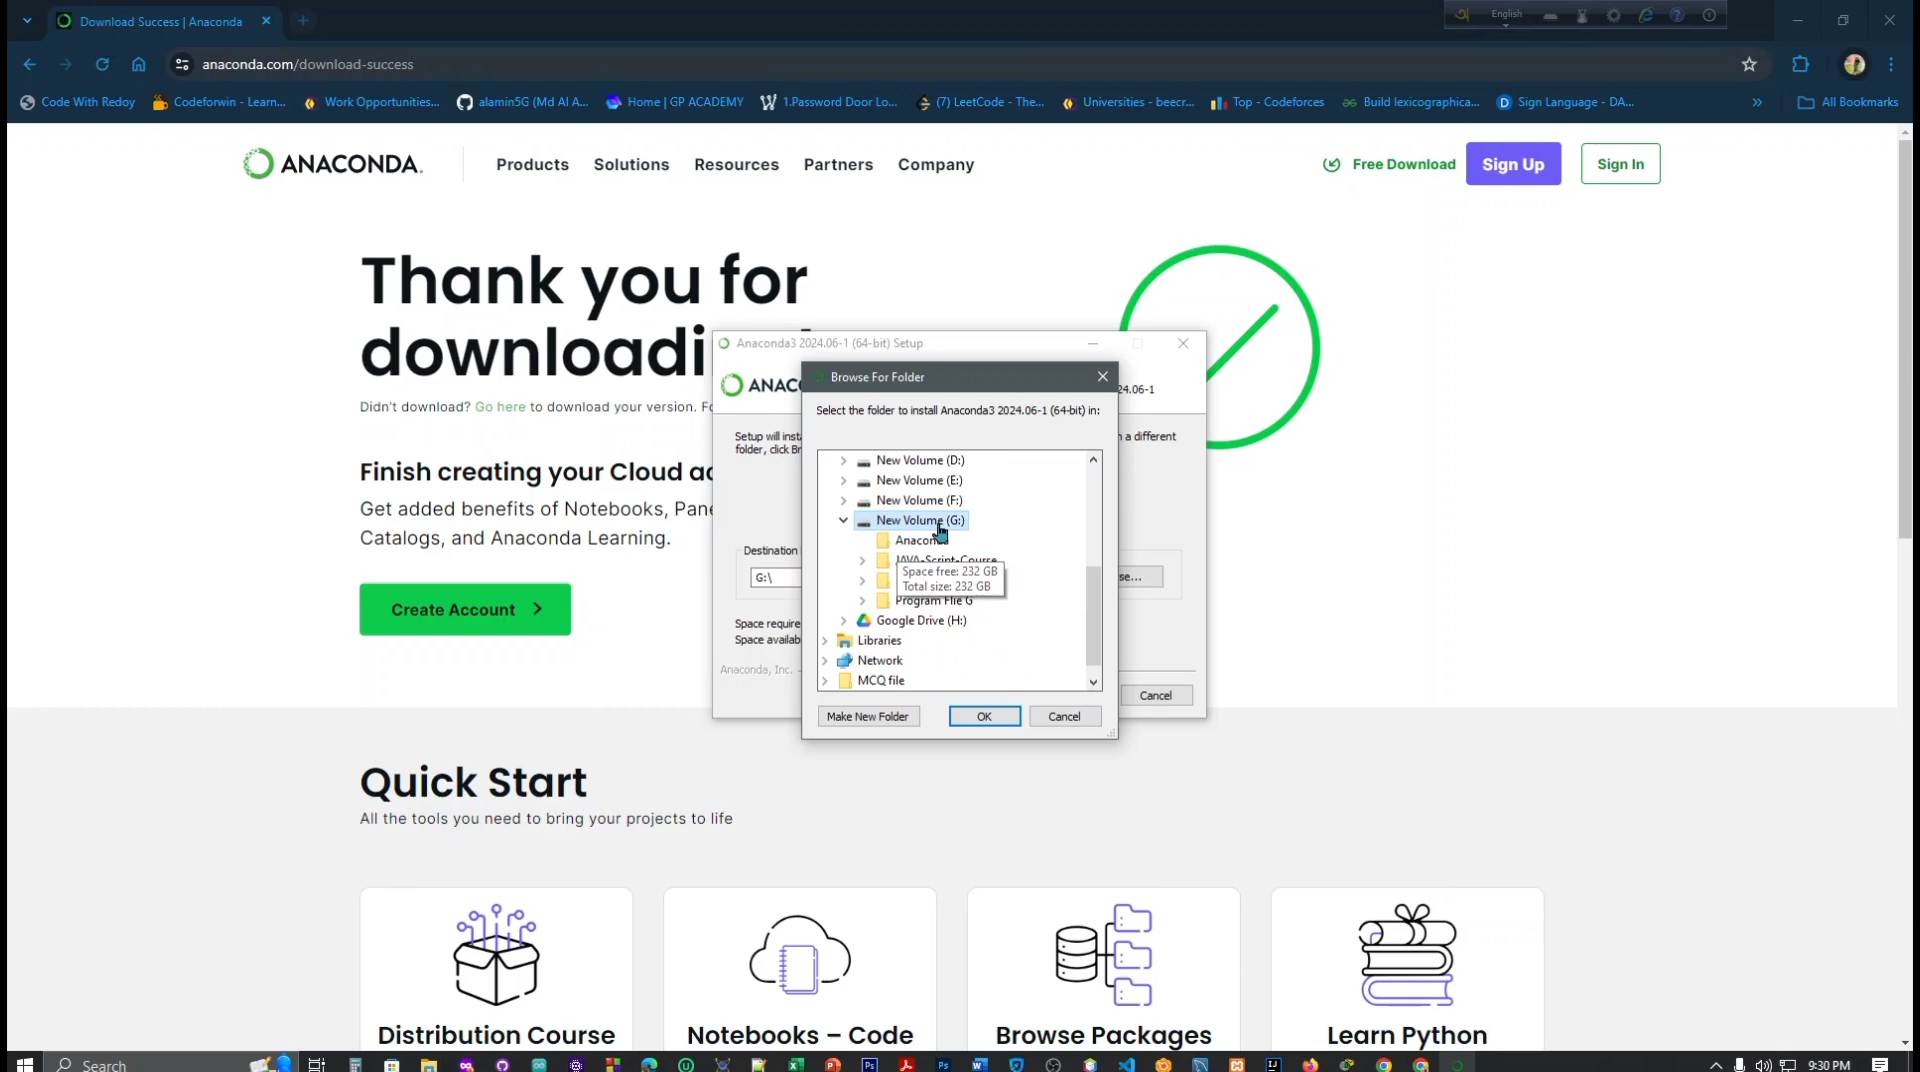 Download Success | Anaconda
English
anaconda.com/download-success
Code With Redoy
Codeforwin - Learn...
Work Opportunities...
alamin5G (Md Al A...
Home | GP ACADEMY
1.Password Door Lo...
(7) LeetCode - The...
Universities - beecr...
Top - Codeforces
Build lexicographica...
Sign Language - DA...
All Bookmarks
ANACONDA.
Products Solutions Resources Partners Company
Free Download
Sign Up
Sign In
Thank you for
downloadi
Didn't download? Go here to download your version.
Finish creating your Cloud ac
Get added benefits of Notebooks, Pane
Catalogs, and Anaconda Learning.
Create Account
Anaconda3 2024.06-1 (64-bit) Setup
ANAC
24.06-1
Setup will inst
folder, click Br
n a different
Destination
G:\
se...
Space require
Space availab
Anaconda, Inc.
Cancel
Browse For Folder
Select the folder to install Anaconda3 2024.06-1 (64-bit) in:
New Volume (D:)
New Volume (E:)
New Volume (F:)
New Volume (G:)
Anaconda
JAVA-Script-Course
Space free: 232 GB
Total size: 232 GB
Program File G
Google Drive (H:)
Libraries
Network
MCQ file
Make New Folder
OK
Cancel
Quick Start
All the tools you need to bring your projects to life
Distribution Course
Notebooks – Code
Browse Packages
Learn Python
Search
9:30 PM